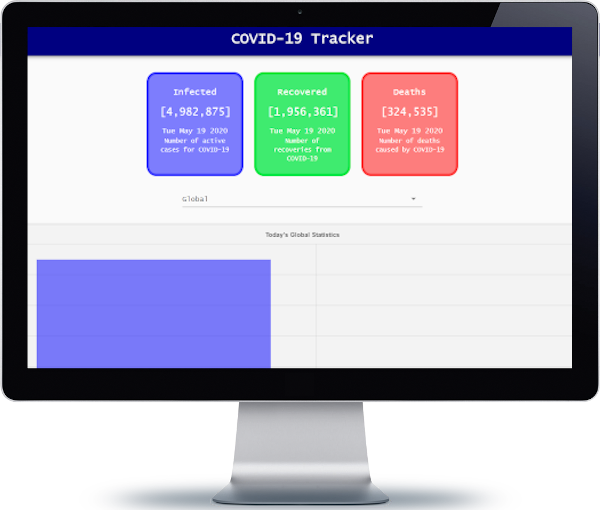 COVID-19 Tracker
Infected
[4,982,875]
Tue May 19 2020
Number of active
cases for COVID-19
Recovered
[1,956,361]
Tue May 19 2020
Number of
recoveries from
COVID-19
Deaths
[324,535]
Tue May 19 2020
Number of deaths
caused by COVID-19
Global
Today's Global Statistics